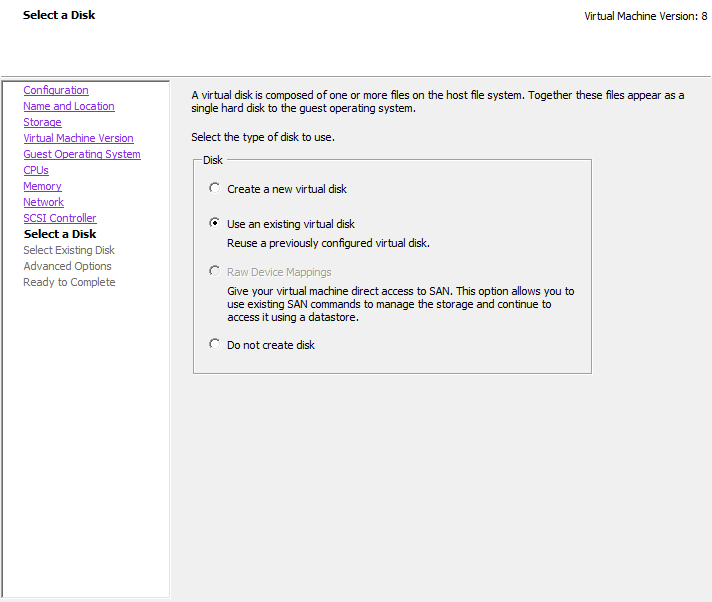 Select a Disk
Virtual Machine Version: 8
Configuration
Name and Location
Storage
Virtual Machine Version
Guest Operating System
CPUs
Memory
Network
SCSI Controller
Select a Disk
Select Existing Disk
Advanced Options
Ready to Complete
A virtual disk is composed of one or more files on the host file system. Together these files appear as a
single hard disk to the guest operating system.
Select the type of disk to use.
Disk
Create a new virtual disk
Use an existing virtual disk
Reuse a previously configured virtual disk.
Raw Device Mappings
Give your virtual machine direct access to SAN. This option allows you to
use existing SAN commands to manage the storage and continue to
access it using a datastore.
Do not create disk